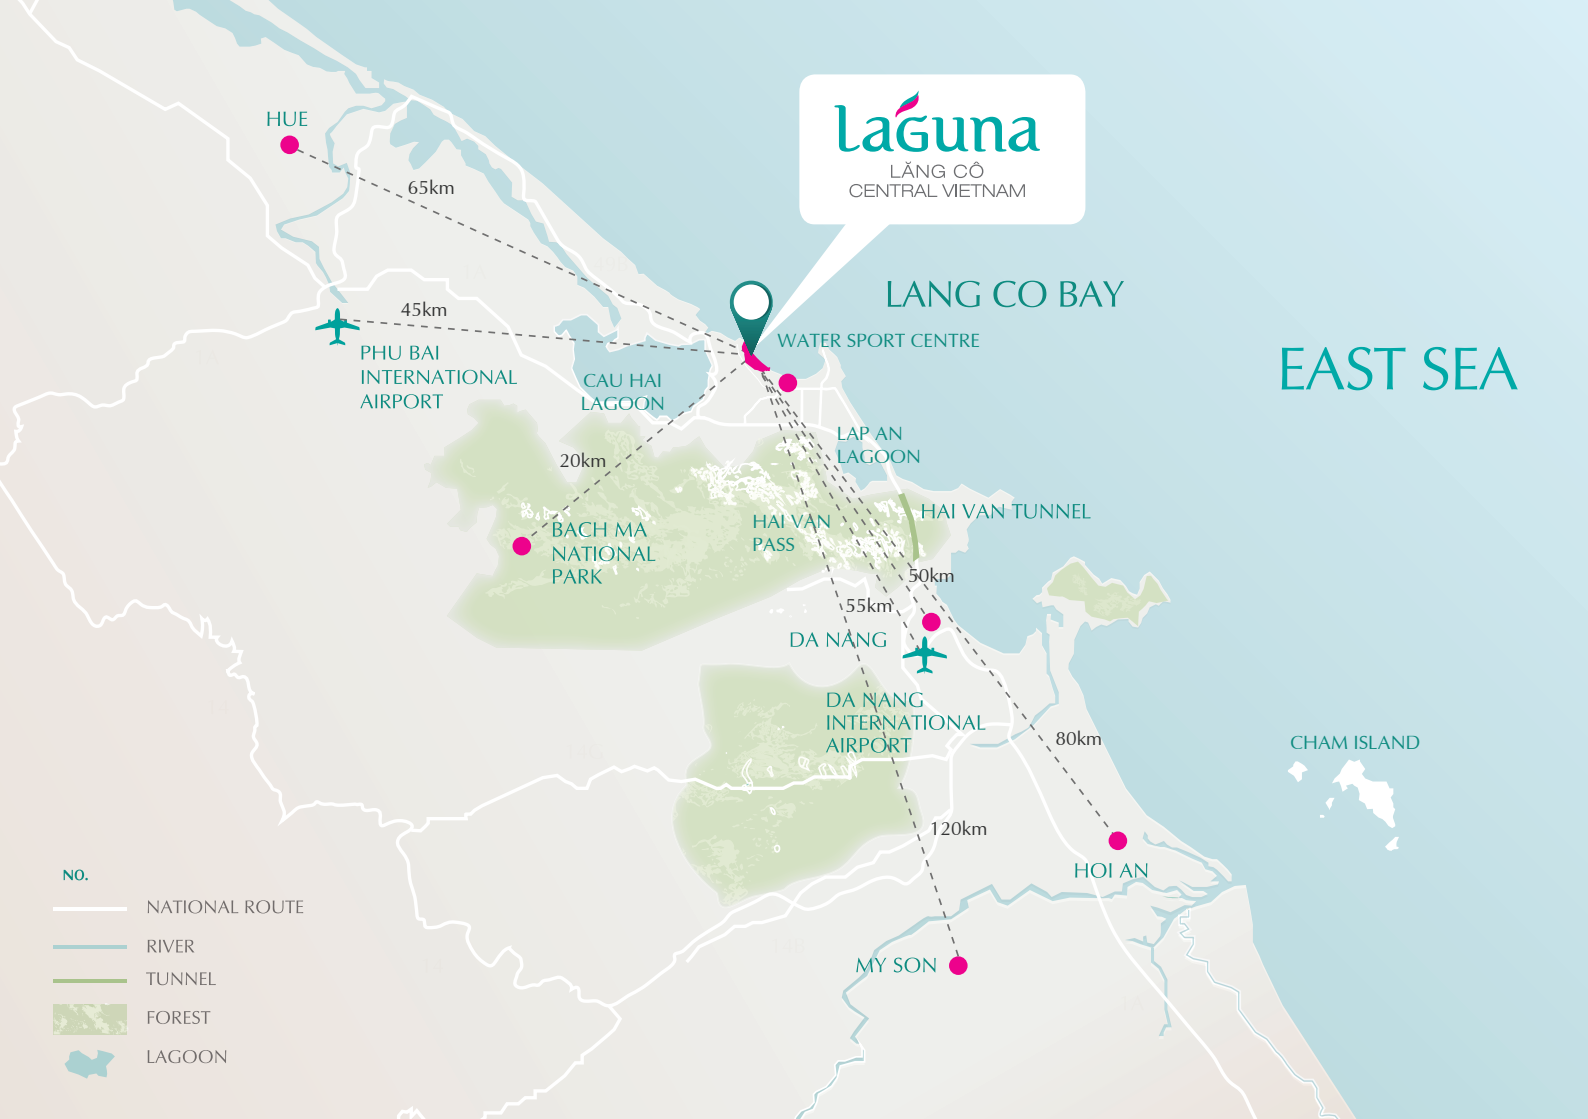 HUE
65km
laguna
LĂNG CÔ
CENTRAL VIETNAM
LANG CO BAY
45km
WATER SPORT CENTRE
PHU BAI
INTERNATIONAL
AIRPORT
EAST SEA
CAU HAI
LAGOON
LAP AN
LAGOON
20km
HAI VAN TUNNEL
HAI VAN
PASS
BACH MA
NATIONAL
PARK
50km
55km
DA NANG
DA NANG
INTERNATIONAL
AIRPORT
80km
CHAM ISLAND
120km
HOI AN
MY SON
NO.
NATIONAL ROUTE
RIVER
TUNNEL
FOREST
LAGOON